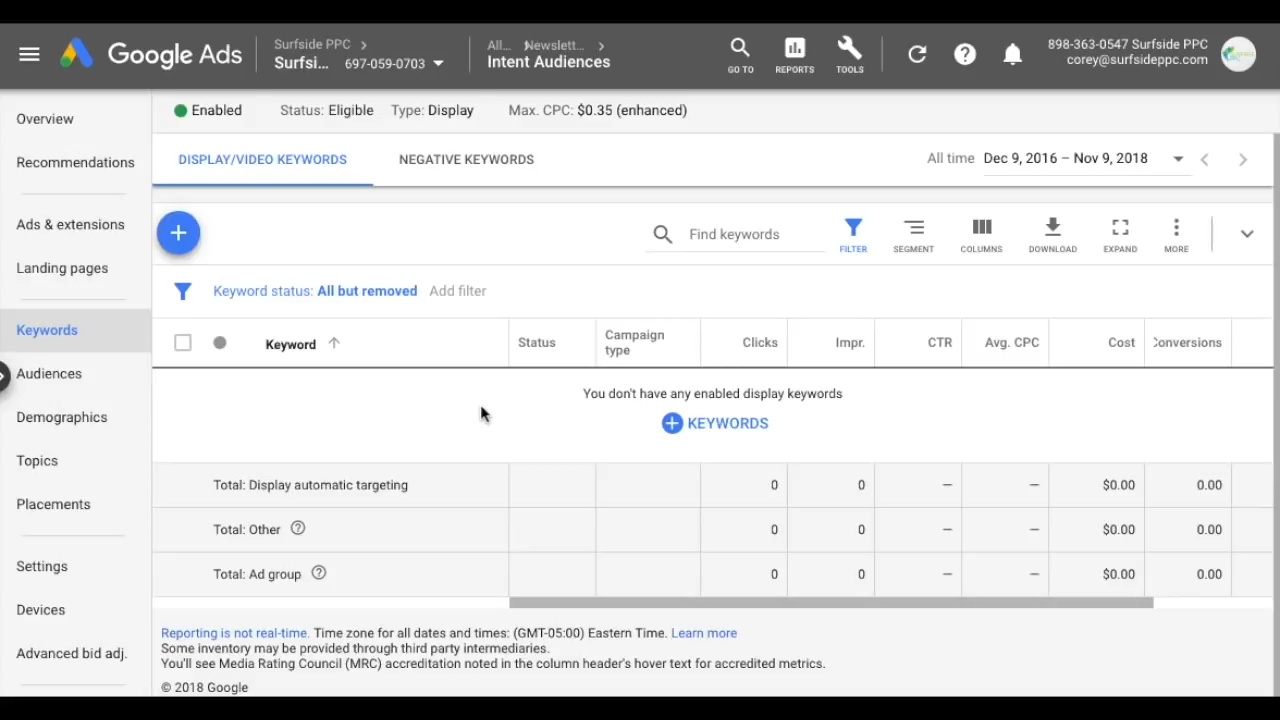 Google Ads
Surfside PPC
Surfsi... 697-059-0703
All... Newslett...
Intent Audiences
GO TO
REPORTS
TOOLS
898-363-0547 Surfside PPC
corey@surfsideppc.com
Overview
Recommendations
Ads & extensions
Landing pages
Keywords
Audiences
Demographics
Topics
Placements
Settings
Devices
Advanced bid adj.
Enabled Status: Eligible Type: Display Max. CPC: $0.35 (enhanced)
DISPLAY/VIDEO KEYWORDS NEGATIVE KEYWORDS All time Dec 9, 2016 – Nov 9, 2018
Find keywords
FILTER SEGMENT COLUMNS DOWNLOAD EXPAND MORE
Keyword status: All but removed Add filter
Keyword Status Campaign type Clicks Impr. CTR Avg. CPC Cost Conversions
You don't have any enabled display keywords
KEYWORDS
Total: Display automatic targeting 0 0 – – $0.00 0.00
Total: Other 0 0 – – $0.00 0.00
Total: Ad group 0 0 – – $0.00 0.00
Reporting is not real-time. Time zone for all dates and times: (GMT-05:00) Eastern Time. Learn more
Some inventory may be provided through third party intermediaries.
You'll see Media Rating Council (MRC) accreditation noted in the column header's hover text for accredited metrics.
© 2018 Google